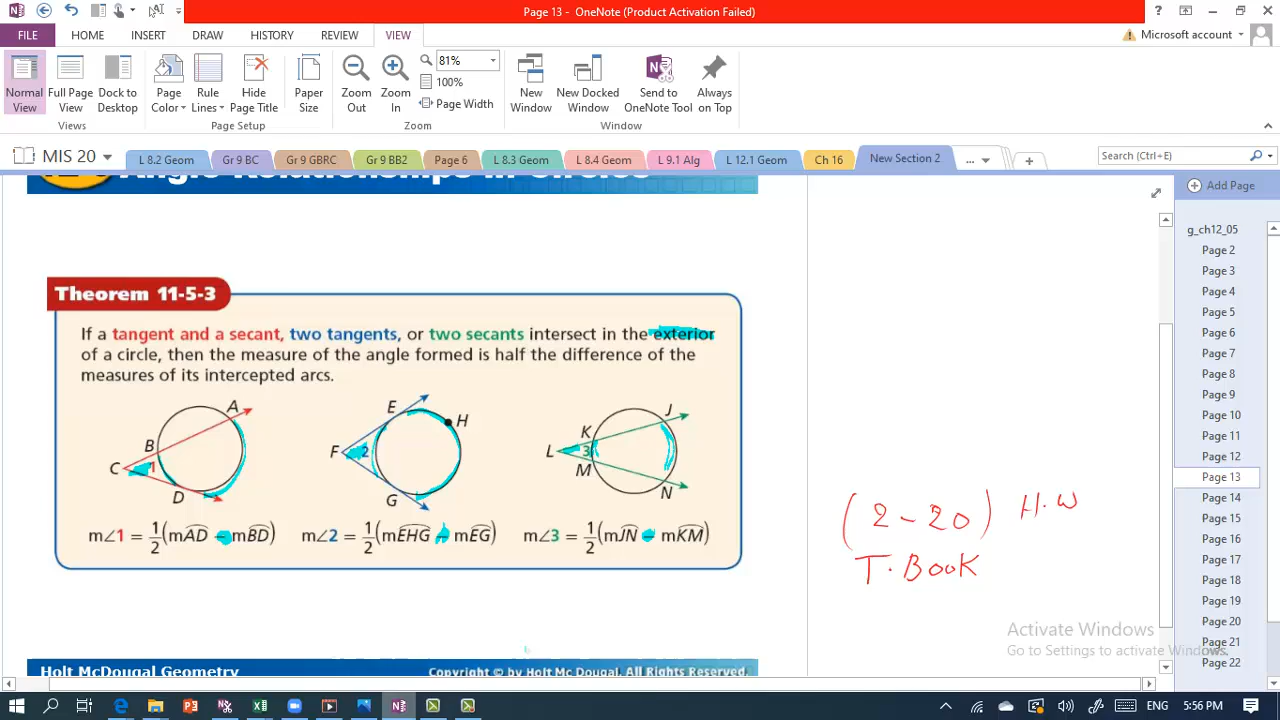 Page 13 - OneNote (Product Activation Failed)
FILE HOME INSERT DRAW HISTORY REVIEW VIEW Microsoft account
81%
100%
Page Width
Normal View
Full Page View
Dock to Desktop
Page Color
Rule Lines
Hide Page Title
Paper Size
Zoom Out
Zoom In
New Window
New Docked Window
Send to OneNote Tool
Always on Top
Views Page Setup Zoom Window
MIS 20 L 8.2 Geom Gr 9 BC Gr 9 GBRC Gr 9 BB2 Page 6 L 8.3 Geom L 8.4 Geom L 9.1 Alg L 12.1 Geom Ch 16 New Section 2 ... + Search (Ctrl+E)
Angle Relationships in Circles
Theorem 11-5-3
If a tangent and a secant, two tangents, or two secants intersect in the exterior
of a circle, then the measure of the angle formed is half the difference of the
measures of its intercepted arcs.
A B C D 1
E F G H 2
J K L M N 3
m∠1 = 1/2(mAD − mBD) m∠2 = 1/2(mEHG − mEG) m∠3 = 1/2(mJN − mKM)
(2 - 20) H.W
T. Book
Holt McDougal Geometry Copyright © by Holt Mc Dougal. All Rights Reserved.
Add Page
g_ch12_05
Page 2
Page 3
Page 4
Page 5
Page 6
Page 7
Page 8
Page 9
Page 10
Page 11
Page 12
Page 13
Page 14
Page 15
Page 16
Page 17
Page 18
Page 19
Page 20
Page 21
Page 22
Activate Windows
Go to Settings to activate Windows.
5:56 PM